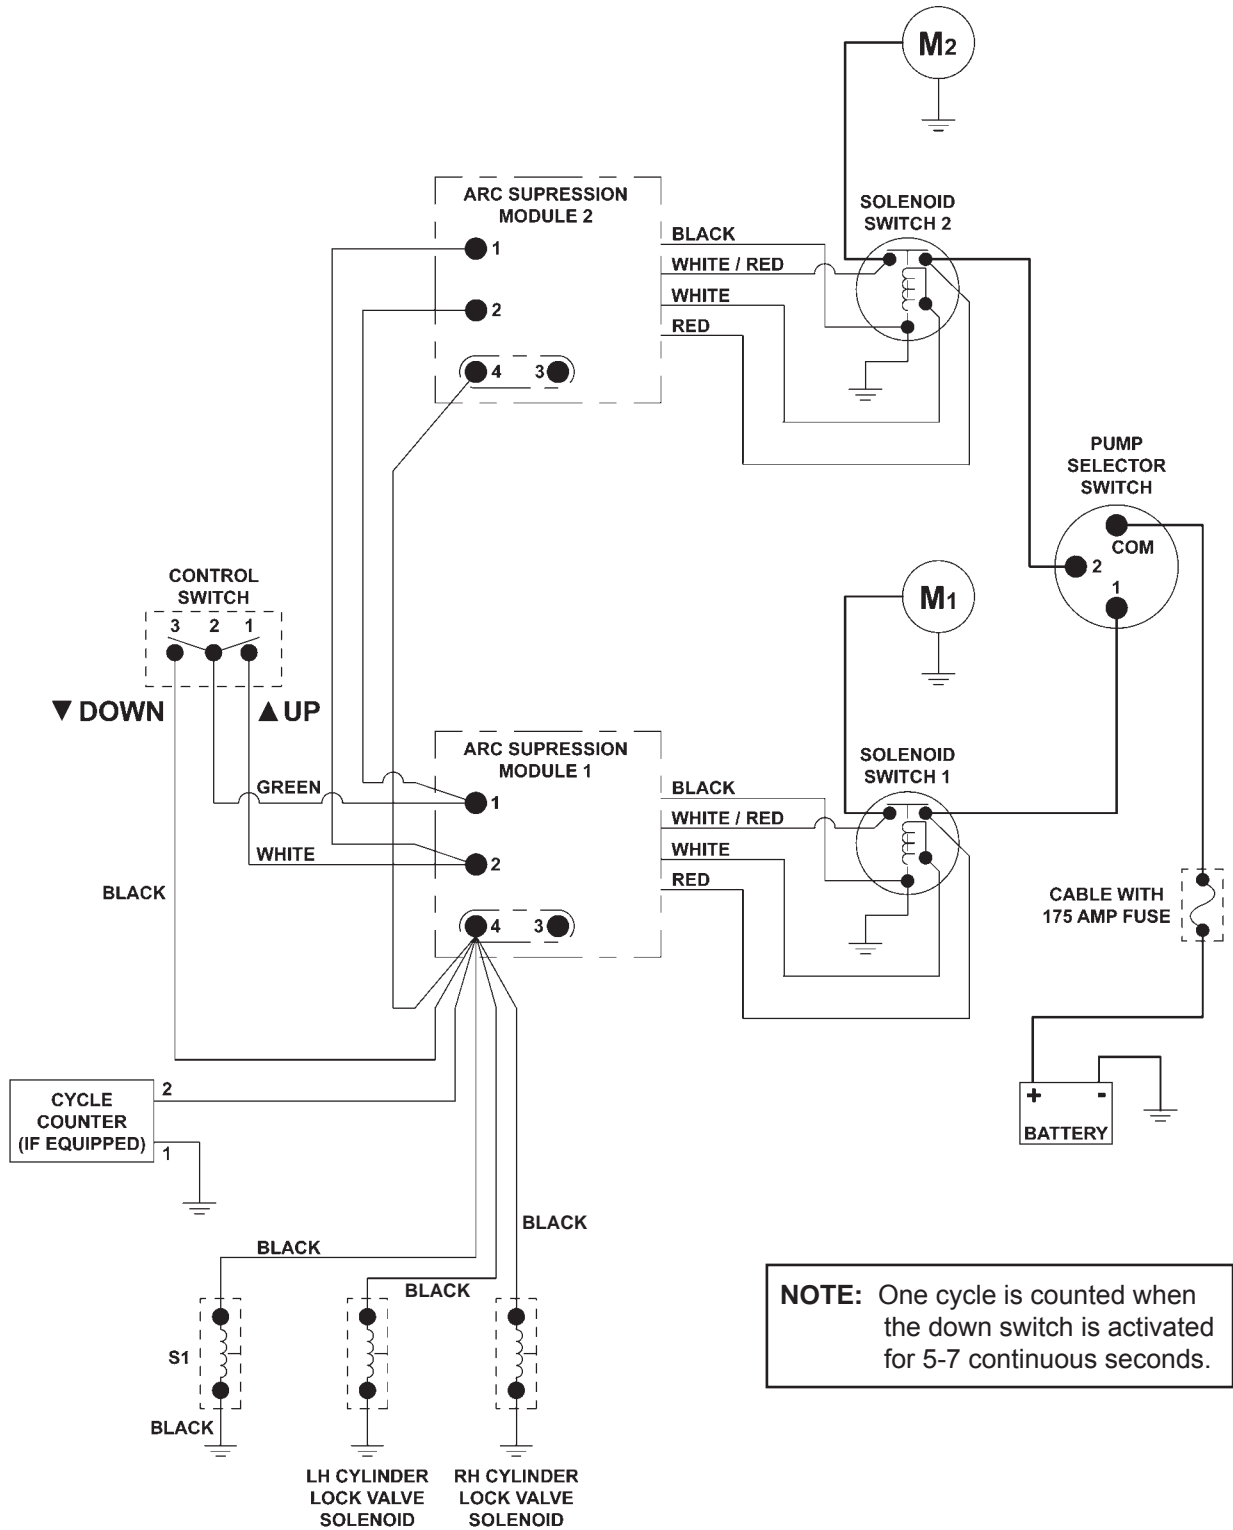 M2
ARC SUPRESSION
MODULE 2
SOLENOID
SWITCH 2
1
2
4 3
BLACK
WHITE / RED
WHITE
RED
PUMP
SELECTOR
SWITCH
COM
2
1
CONTROL
SWITCH
3 2 1
▼ DOWN
▲ UP
M1
ARC SUPRESSION
MODULE 1
SOLENOID
SWITCH 1
1
2
4 3
GREEN
WHITE
BLACK
BLACK
WHITE / RED
WHITE
RED
CABLE WITH
175 AMP FUSE
+ -
BATTERY
CYCLE
COUNTER
(IF EQUIPPED)
2
1
BLACK
BLACK
BLACK
S1
BLACK
LH CYLINDER
LOCK VALVE
SOLENOID
RH CYLINDER
LOCK VALVE
SOLENOID
NOTE: One cycle is counted when
the down switch is activated
for 5-7 continuous seconds.